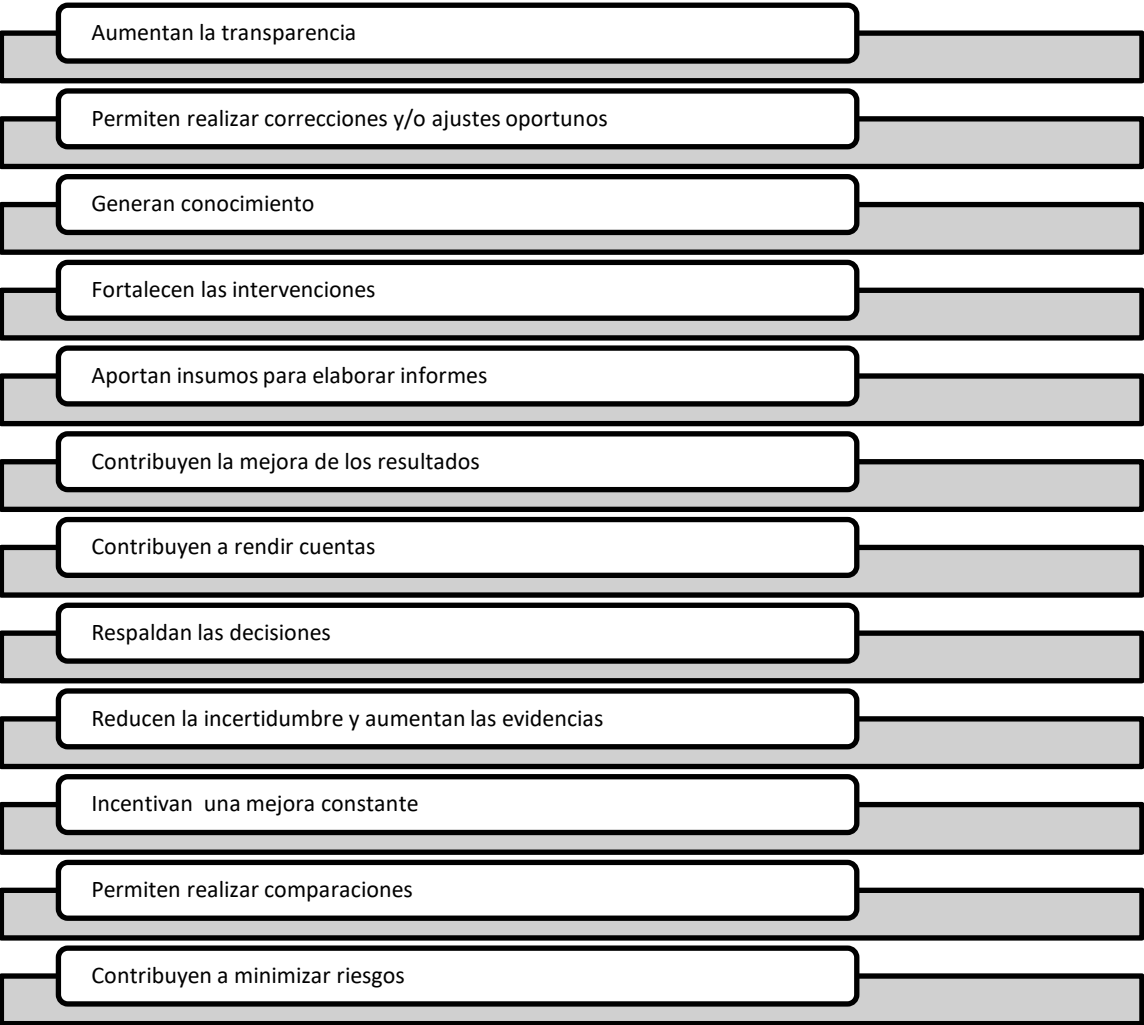 Aumentan la transparencia
Permiten realizar correcciones y/o ajustes oportunos
Generan conocimiento
Fortalecen las intervenciones
Aportan insumos para elaborar informes
Contribuyen la mejora de los resultados
Contribuyen a rendir cuentas
Respaldan las decisiones
Reducen la incertidumbre y aumentan las evidencias
Incentivan  una mejora constante
Permiten realizar comparaciones
Contribuyen a minimizar riesgos